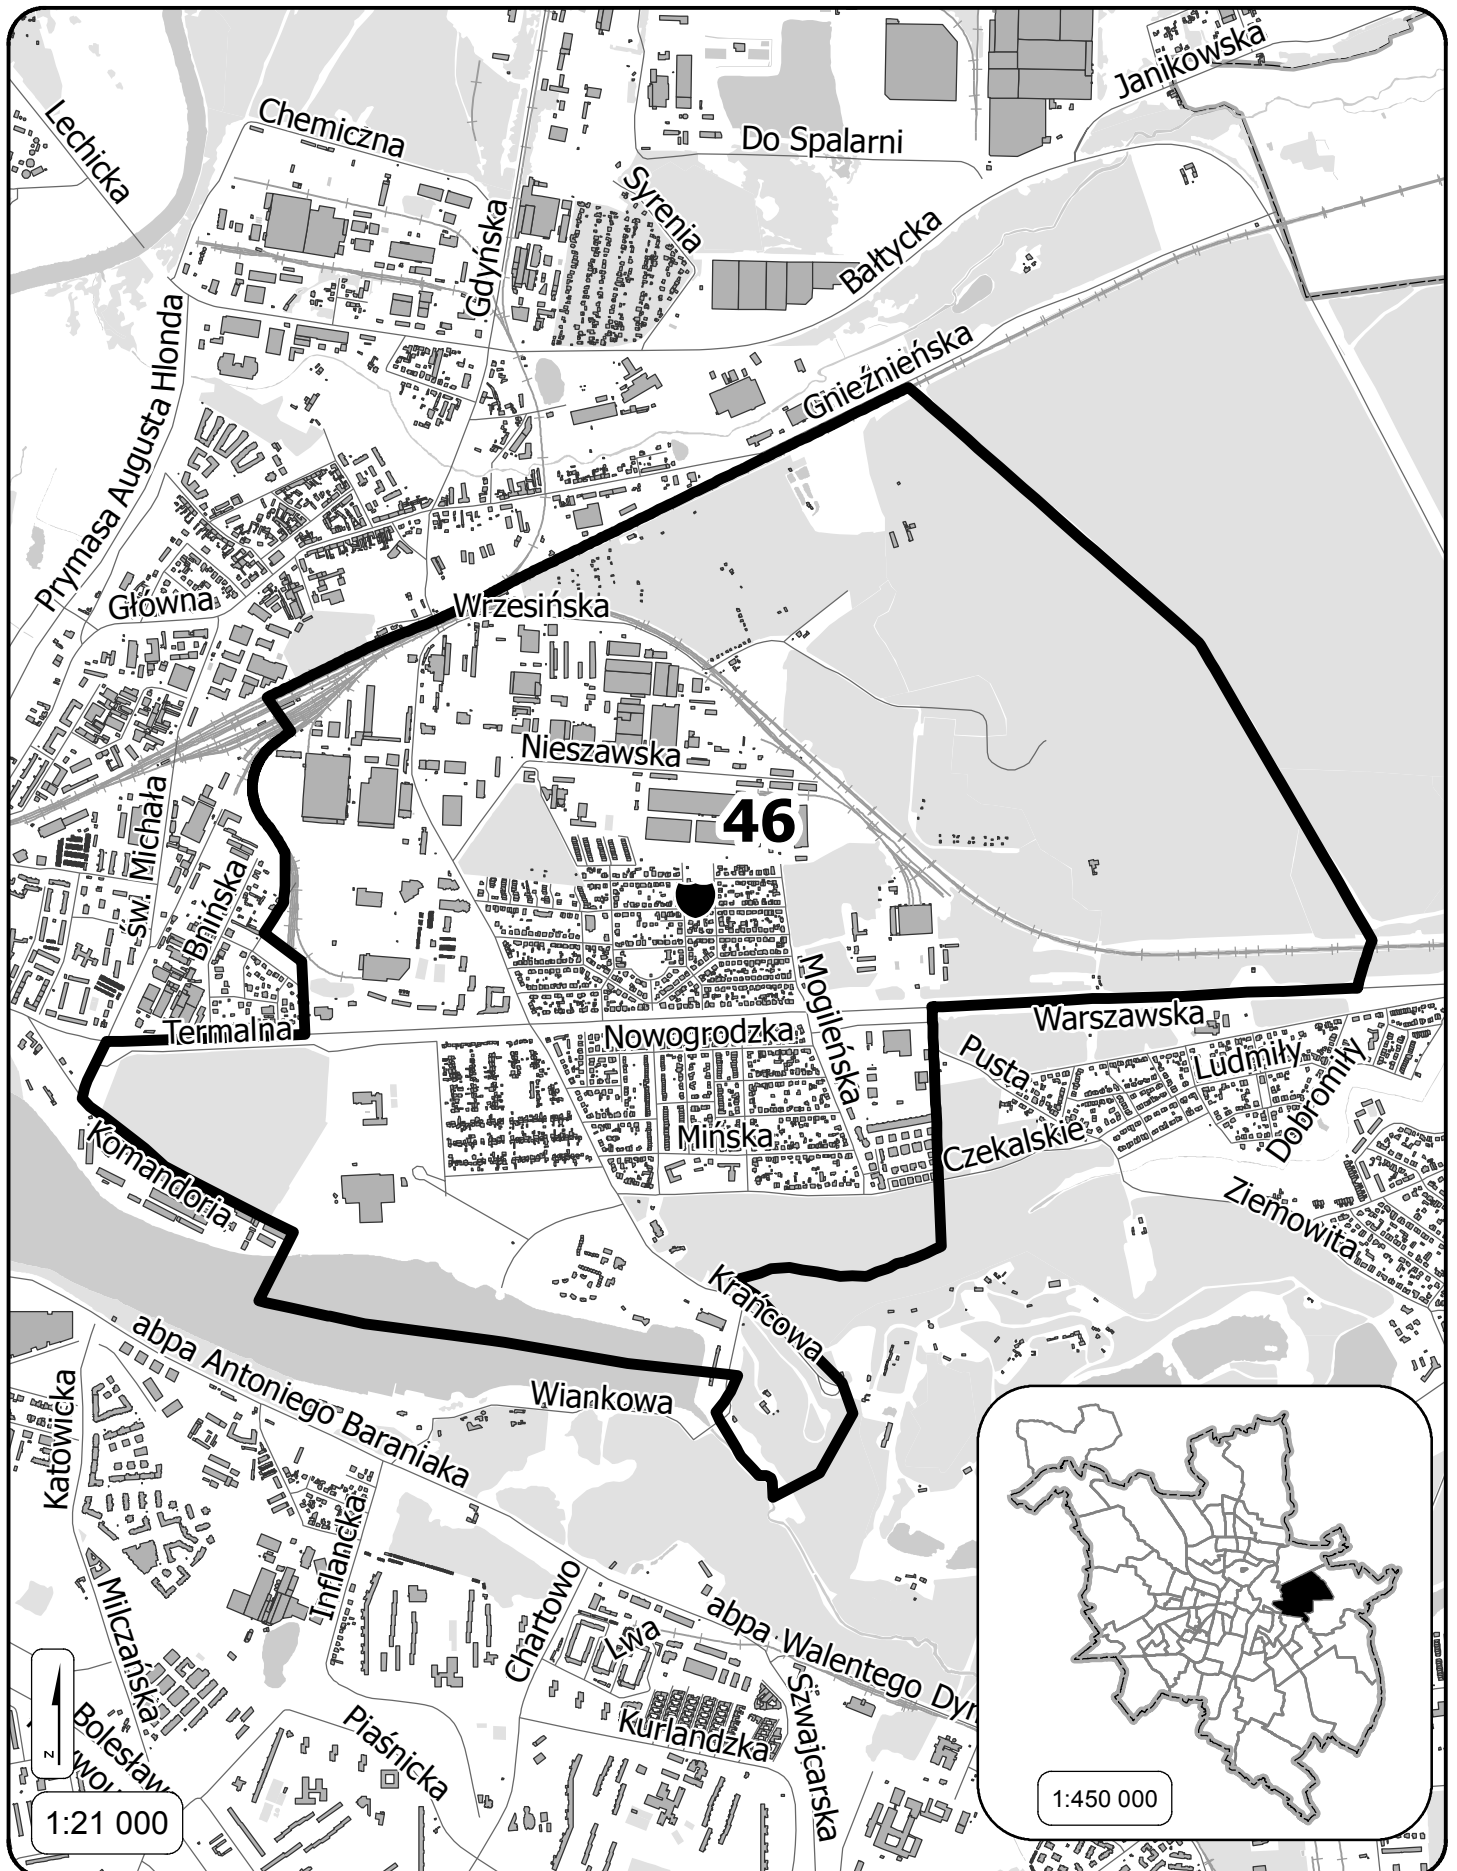 Janikowska
Lechicka
Chemiczna
Do Spalarni
Syrenia
Gdyńska
Bałtycka
Prymasa Augusta Hlonda
Gnieźnieńska
Główna
Wrzesińska
Nieszawska
46
św. Michała
Bnińska
Mogileńska
Termalna
Nowogrodzka
Warszawska
Pusta
Ludmiły
Dobromiły
Mińska
Czekalskie
Komandoria
Ziemowita
Krańcowa
abpa Antoniego Baraniaka
Wiankowa
Katowicka
Inflancka
Chartowo
Milczańska
Lwa
abpa Walentego Dym
Szwajcarska
Kurlandzka
Piaśnicka
Bolesław
z
1:21 000
1:450 000